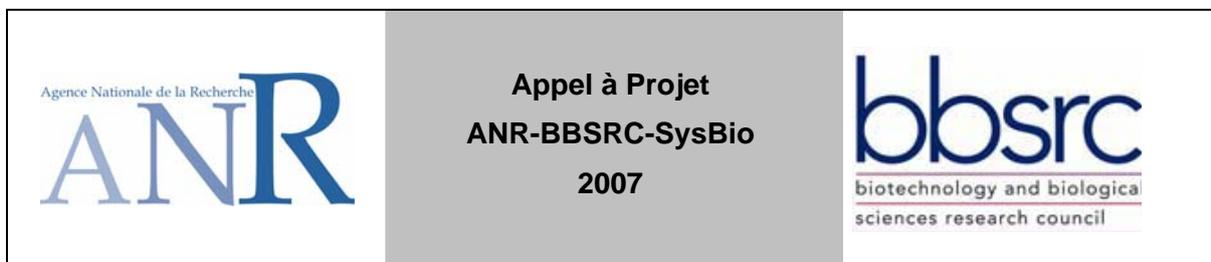 Agence Nationale de la Recherche
ANR
Appel à Projet
ANR-BBSRC-SysBio
2007
bbsrc
biotechnology and biological
sciences research council